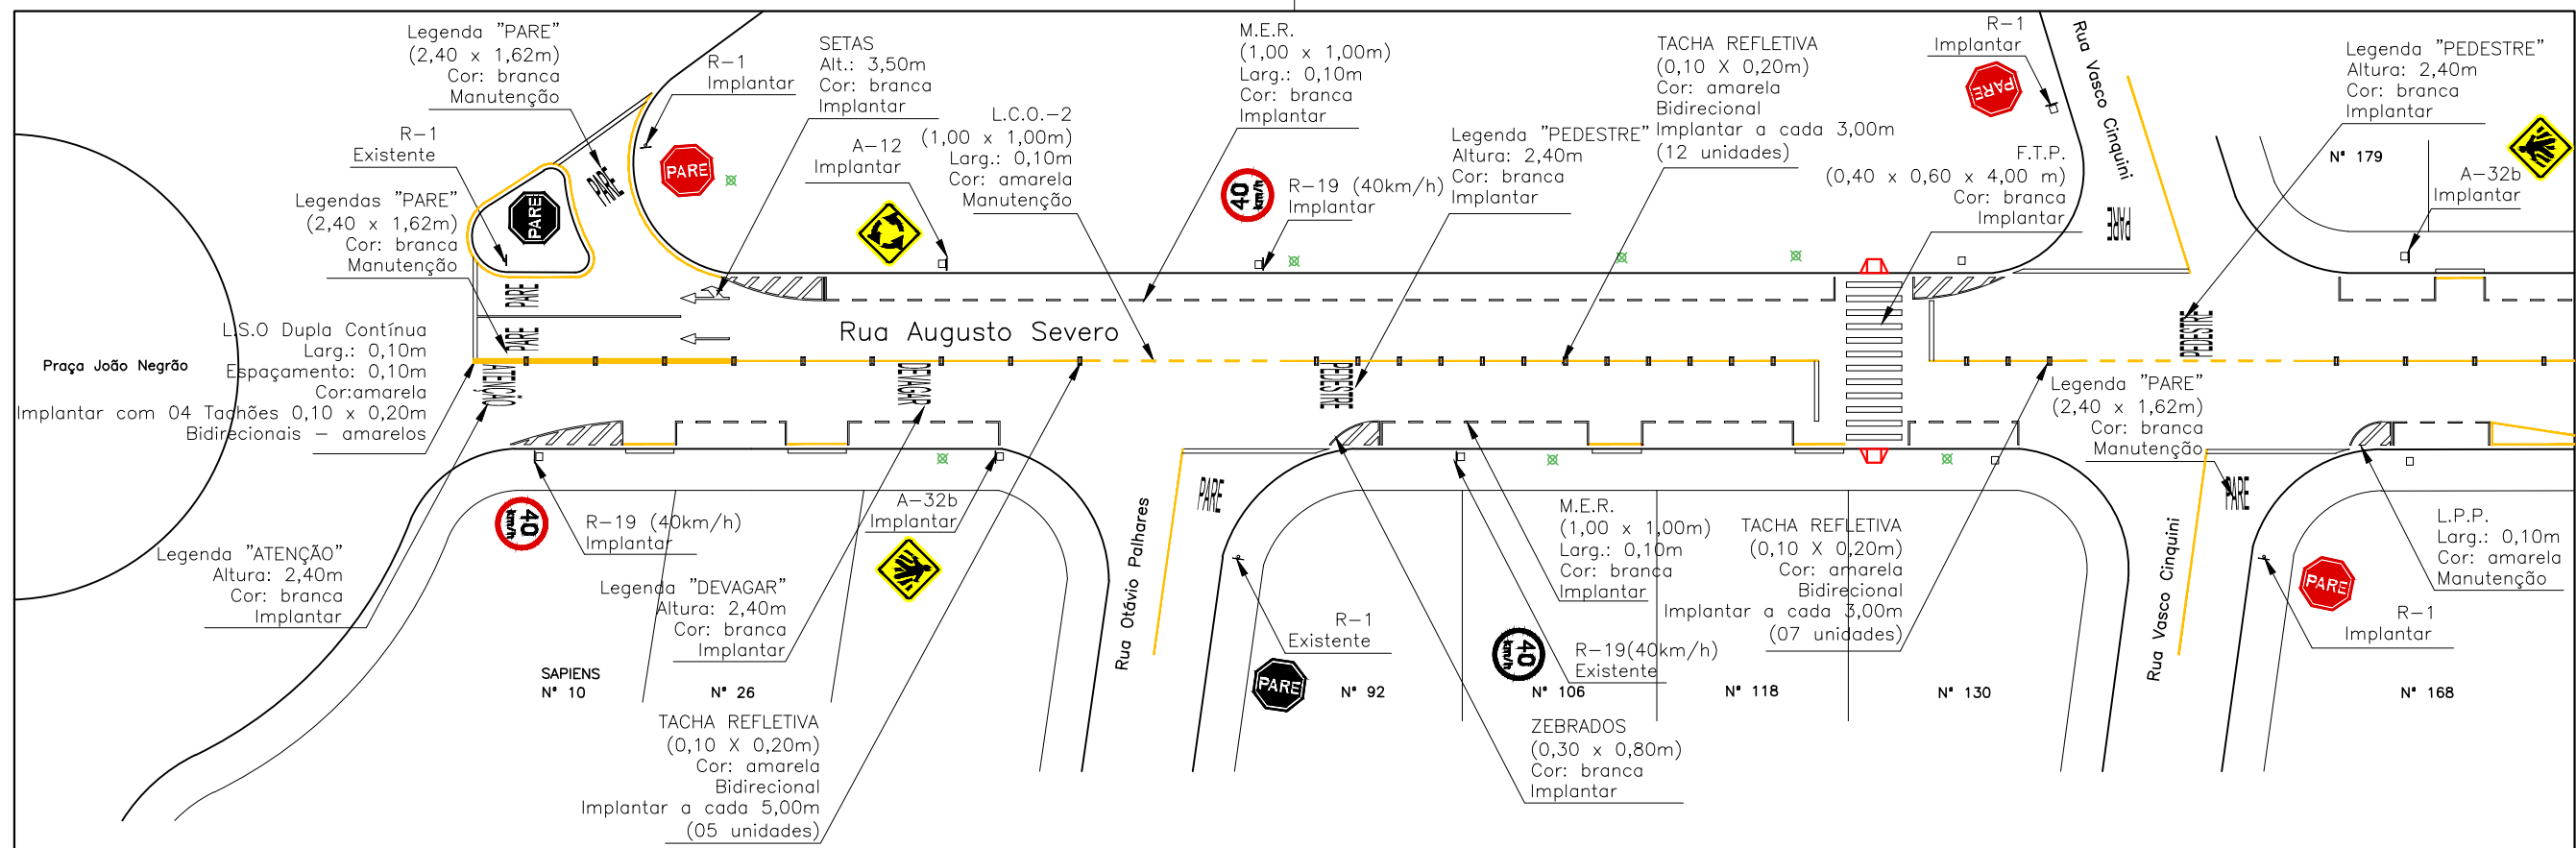 Legenda "PARE"
(2,40 x 1,62m)
Cor: branca
Manutenção
R-1
Existente
Legendas "PARE"
(2,40 x 1,62m)
Cor: branca
Manutenção
L.S.O Dupla Contínua
Larg.: 0,10m
Espaçamento: 0,10m
Cor:amarela
Implantar com 04 Tachões 0,10 x 0,20m
Bidirecionais - amarelos
Praça João Negrão
R-1
Implantar
PARE
PARE
PARE
PARE
PARE
SETAS
Alt.: 3,50m
Cor: branca
Implantar
A-12
Implantar
L.C.O.-2
(1,00 x 1,00m)
Larg.: 0,10m
Cor: amarela
Manutenção
M.E.R.
(1,00 x 1,00m)
Larg.: 0,10m
Cor: branca
Implantar
40
km/h
R-19 (40km/h)
Implantar
Legenda "PEDESTRE"
Altura: 2,40m
Cor: branca
Implantar
TACHA REFLETIVA
(0,10 X 0,20m)
Cor: amarela
Bidirecional
Implantar a cada 3,00m
(12 unidades)
R-1
Implantar
PARE
F.T.P.
(0,40 x 0,60 x 4,00 m)
Cor: branca
Implantar
Rua Vasco Cinquini
PARE
Legenda "PEDESTRE"
Altura: 2,40m
Cor: branca
Implantar
N° 179
A-32b
Implantar
Rua Augusto Severo
ATENÇÃO
DEVAGAR
PEDESTRE
PEDESTRE
Legenda "PARE"
(2,40 x 1,62m)
Cor: branca
Manutenção
Legenda "ATENÇÃO"
Altura: 2,40m
Cor: branca
Implantar
40
km/h
R-19 (40km/h)
Implantar
Legenda "DEVAGAR"
Altura: 2,40m
Cor: branca
Implantar
A-32b
Implantar
SAPIENS
N° 10
N° 26
TACHA REFLETIVA
(0,10 X 0,20m)
Cor: amarela
Bidirecional
Implantar a cada 5,00m
(05 unidades)
Rua Otávio Palhares
PARE
R-1
Existente
PARE
N° 92
M.E.R.
(1,00 x 1,00m)
Larg.: 0,10m
Cor: branca
Implantar
40
km/h
R-19(40km/h)
Existente
N° 106
ZEBRADOS
(0,30 x 0,80m)
Cor: branca
Implantar
TACHA REFLETIVA
(0,10 X 0,20m)
Cor: amarela
Bidirecional
Implantar a cada 3,00m
(07 unidades)
N° 118
N° 130
Rua Vasco Cinquini
PARE
PARE
R-1
Implantar
L.P.P.
Larg.: 0,10m
Cor: amarela
Manutenção
N° 168